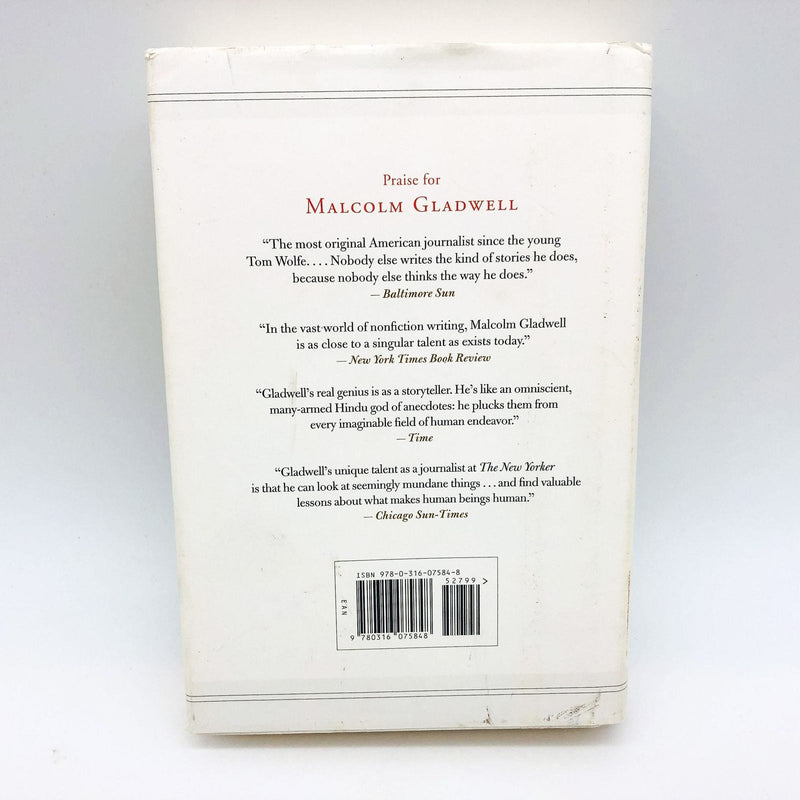 Praise for
MALCOLM GLADWELL
“The most original American journalist since the young
Tom Wolfe. . . . Nobody else writes the kind of stories he does,
because nobody else thinks the way he does.”
— Baltimore Sun
“In the vast world of nonfiction writing, Malcolm Gladwell
is as close to a singular talent as exists today.”
— New York Times Book Review
“Gladwell’s real genius is as a storyteller. He’s like an omniscient,
many-armed Hindu god of anecdotes: he plucks them from
every imaginable field of human endeavor.”
— Time
“Gladwell’s unique talent as a journalist at The New Yorker
is that he can look at seemingly mundane things . . . and find valuable
lessons about what makes human beings human.”
— Chicago Sun-Times
ISBN 978-0-316-07584-8
52799 >
EAN
9 780316 075848